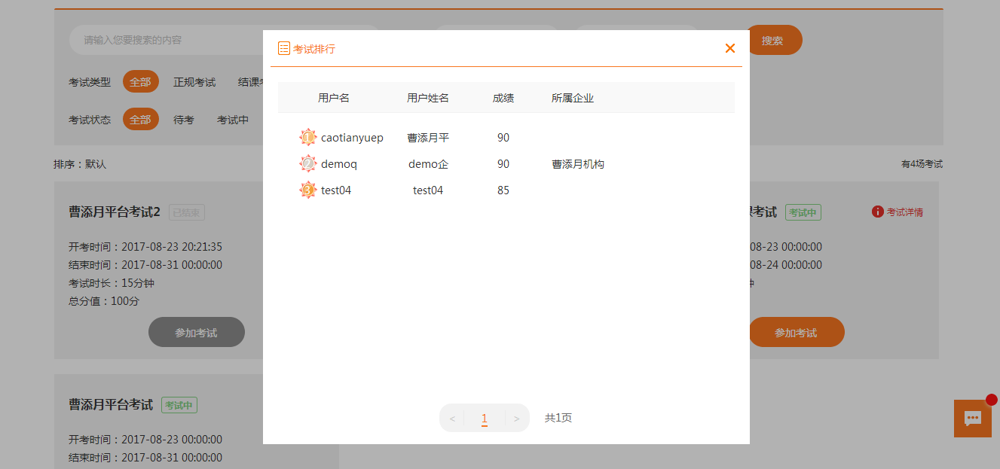 请输入您要搜索的内容
搜索
考试类型 全部 正规考试 结课
考试状态 全部 待考 考试中
排序：默认
有4场考试
考试排行
用户名 用户姓名 成绩 所属企业
1 caotianyuep 曹添月平 90
2 demoq demo企 90 曹添月机构
3 test04 test04 85
< 1 > 共1页
曹添月平台考试2 已结束
开考时间：2017-08-23 20:21:35
结束时间：2017-08-31 00:00:00
考试时长：15分钟
总分值：100分
参加考试
考试 考试中 考试详情
08-23 00:00:00
08-24 00:00:00
参加考试
曹添月平台考试 考试中
开考时间：2017-08-23 00:00:00
结束时间：2017-08-31 00:00:00